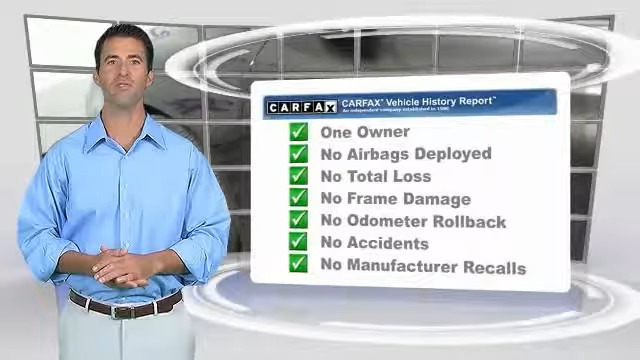 CARFAX CARFAX™ Vehicle History Report™
An independent company established in 1986
One Owner
No Airbags Deployed
No Total Loss
No Frame Damage
No Odometer Rollback
No Accidents
No Manufacturer Recalls